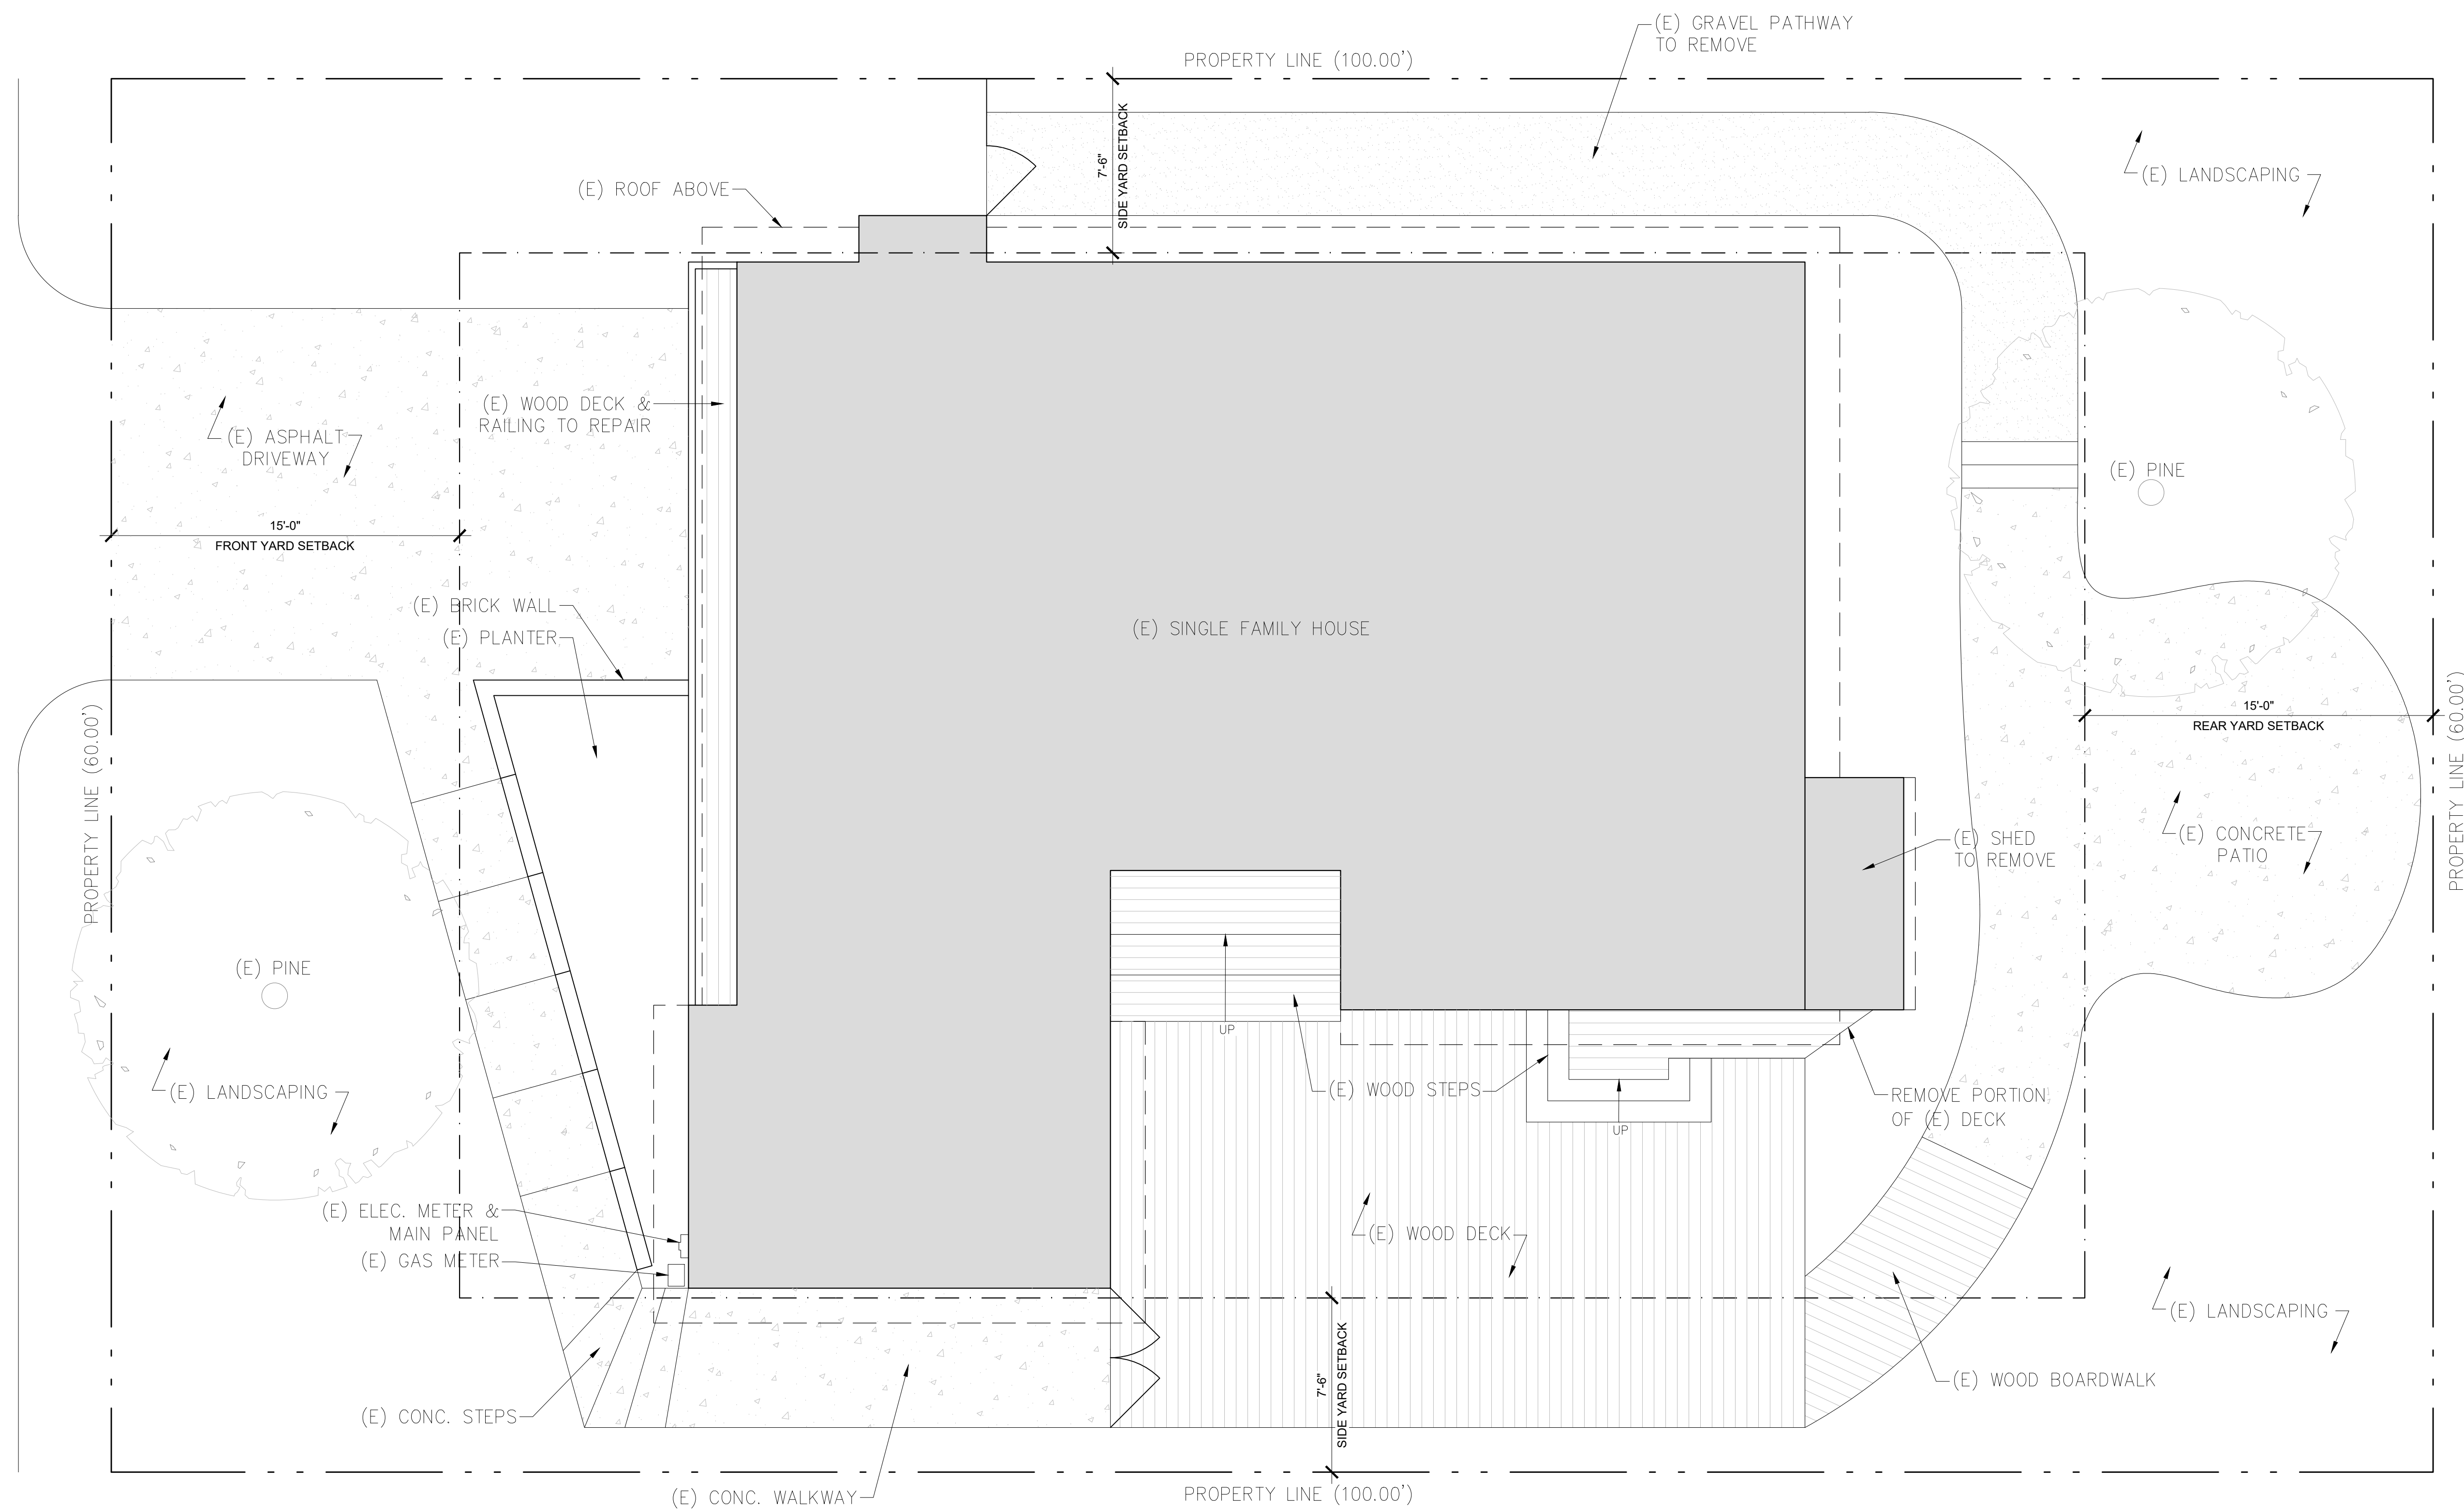 (E) GRAVEL PATHWAY
TO REMOVE
PROPERTY LINE (100.00')
7'-6"
SIDE YARD SETBACK
(E) ROOF ABOVE
(E) LANDSCAPING
(E) WOOD DECK &
RAILING TO REPAIR
(E) ASPHALT
DRIVEWAY
(E) PINE
15'-0"
FRONT YARD SETBACK
(E) BRICK WALL
(E) PLANTER
(E) SINGLE FAMILY HOUSE
PROPERTY LINE (60.00')
15'-0"
REAR YARD SETBACK
PROPERTY LINE (60.00')
(E) SHED
TO REMOVE
(E) CONCRETE
PATIO
(E) PINE
UP
(E) LANDSCAPING
(E) WOOD STEPS
UP
REMOVE PORTION
OF (E) DECK
(E) ELEC. METER &
MAIN PANEL
(E) GAS METER
(E) WOOD DECK
(E) LANDSCAPING
7'-6"
SIDE YARD SETBACK
(E) WOOD BOARDWALK
(E) CONC. STEPS
(E) CONC. WALKWAY
PROPERTY LINE (100.00')